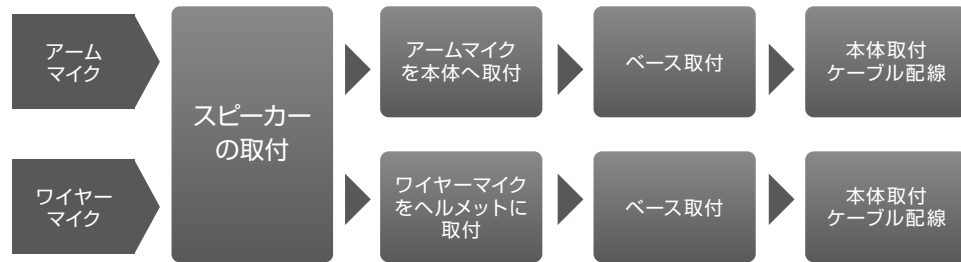 アーム
マイク
スピーカー
の取付
アームマイク
を本体へ取付
ベース取付
本体取付
ケーブル配線
ワイヤー
マイク
ワイヤーマイク
をヘルメットに
取付
ベース取付
本体取付
ケーブル配線